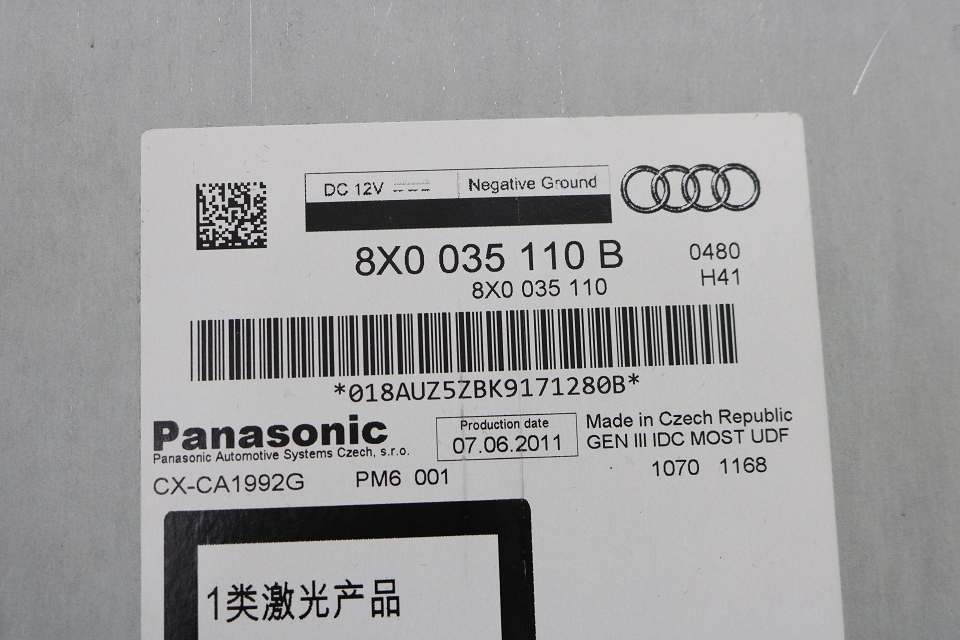 DC 12V Negative Ground
8X0 035 110 B 0480
8X0 035 110 H41
*018AUZ5ZBK9171280B*
Panasonic
Panasonic Automotive Systems Czech, s.r.o.
Production date
07.06.2011
Made in Czech Republic
GEN III IDC MOST UDF
CX-CA1992G PM6 001 1070 1168
1类激光产品